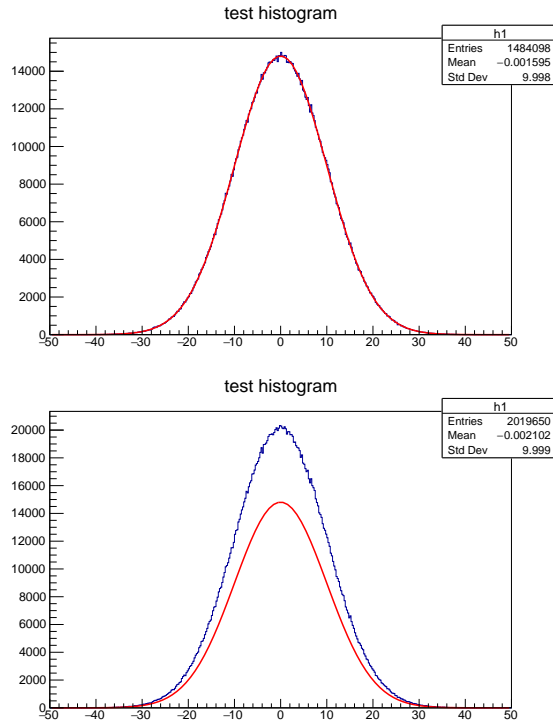 test histogram
h1
Entries 1484098
Mean −0.001595
Std Dev 9.998
14000
12000
10000
8000
6000
4000
2000
0
−50 −40 −30 −20 −10 0 10 20 30 40 50
test histogram
h1
Entries 2019650
Mean −0.002102
Std Dev 9.999
20000
18000
16000
14000
12000
10000
8000
6000
4000
2000
0
−50 −40 −30 −20 −10 0 10 20 30 40 50